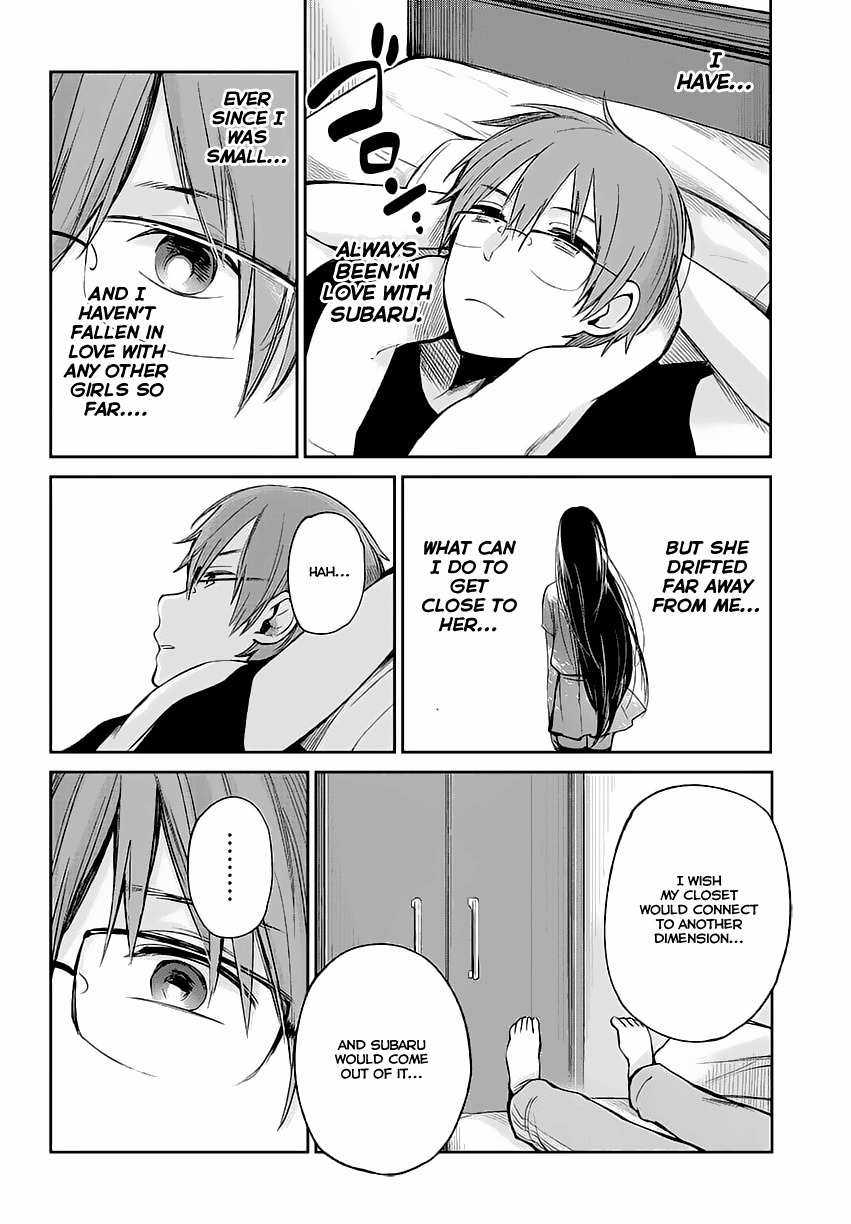 I
HAVE...
ゴロン
ALWAYS
BEEN IN
LOVE WITH
SUBARU.
EVER
SINCE I
WAS
SMALL...
AND I
HAVEN'T
FALLEN IN
LOVE WITH
ANY OTHER
GIRLS SO
FAR....
BUT SHE
DRIFTED
FAR AWAY
FROM ME...
WHAT CAN
I DO TO
GET
CLOSE TO
HER...
HAH...
I WISH
MY CLOSET
WOULD CONNECT
TO ANOTHER
DIMENSION...
AND SUBARU
WOULD COME
OUT OF IT...
........